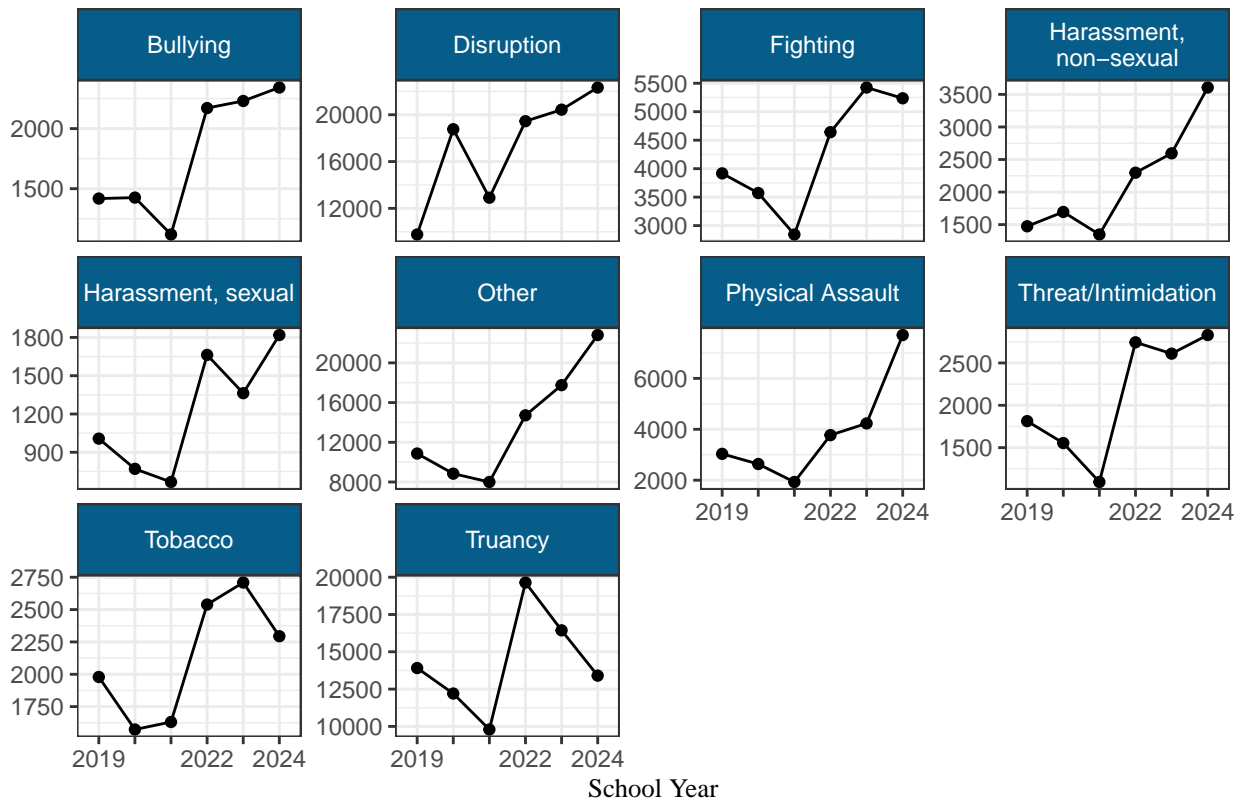 Bullying
Disruption
Fighting
Harassment,
non−sexual
2000
1500
20000
16000
12000
5500
5000
4500
4000
3500
3000
3500
3000
2500
2000
1500
Harassment, sexual
Other
Physical Assault
Threat/Intimidation
1800
1500
1200
900
20000
16000
12000
8000
6000
4000
2000
2500
2000
1500
2019 2022 2024
2019 2022 2024
Tobacco
Truancy
2750
2500
2250
2000
1750
20000
17500
15000
12500
10000
2019 2022 2024
2019 2022 2024
School Year